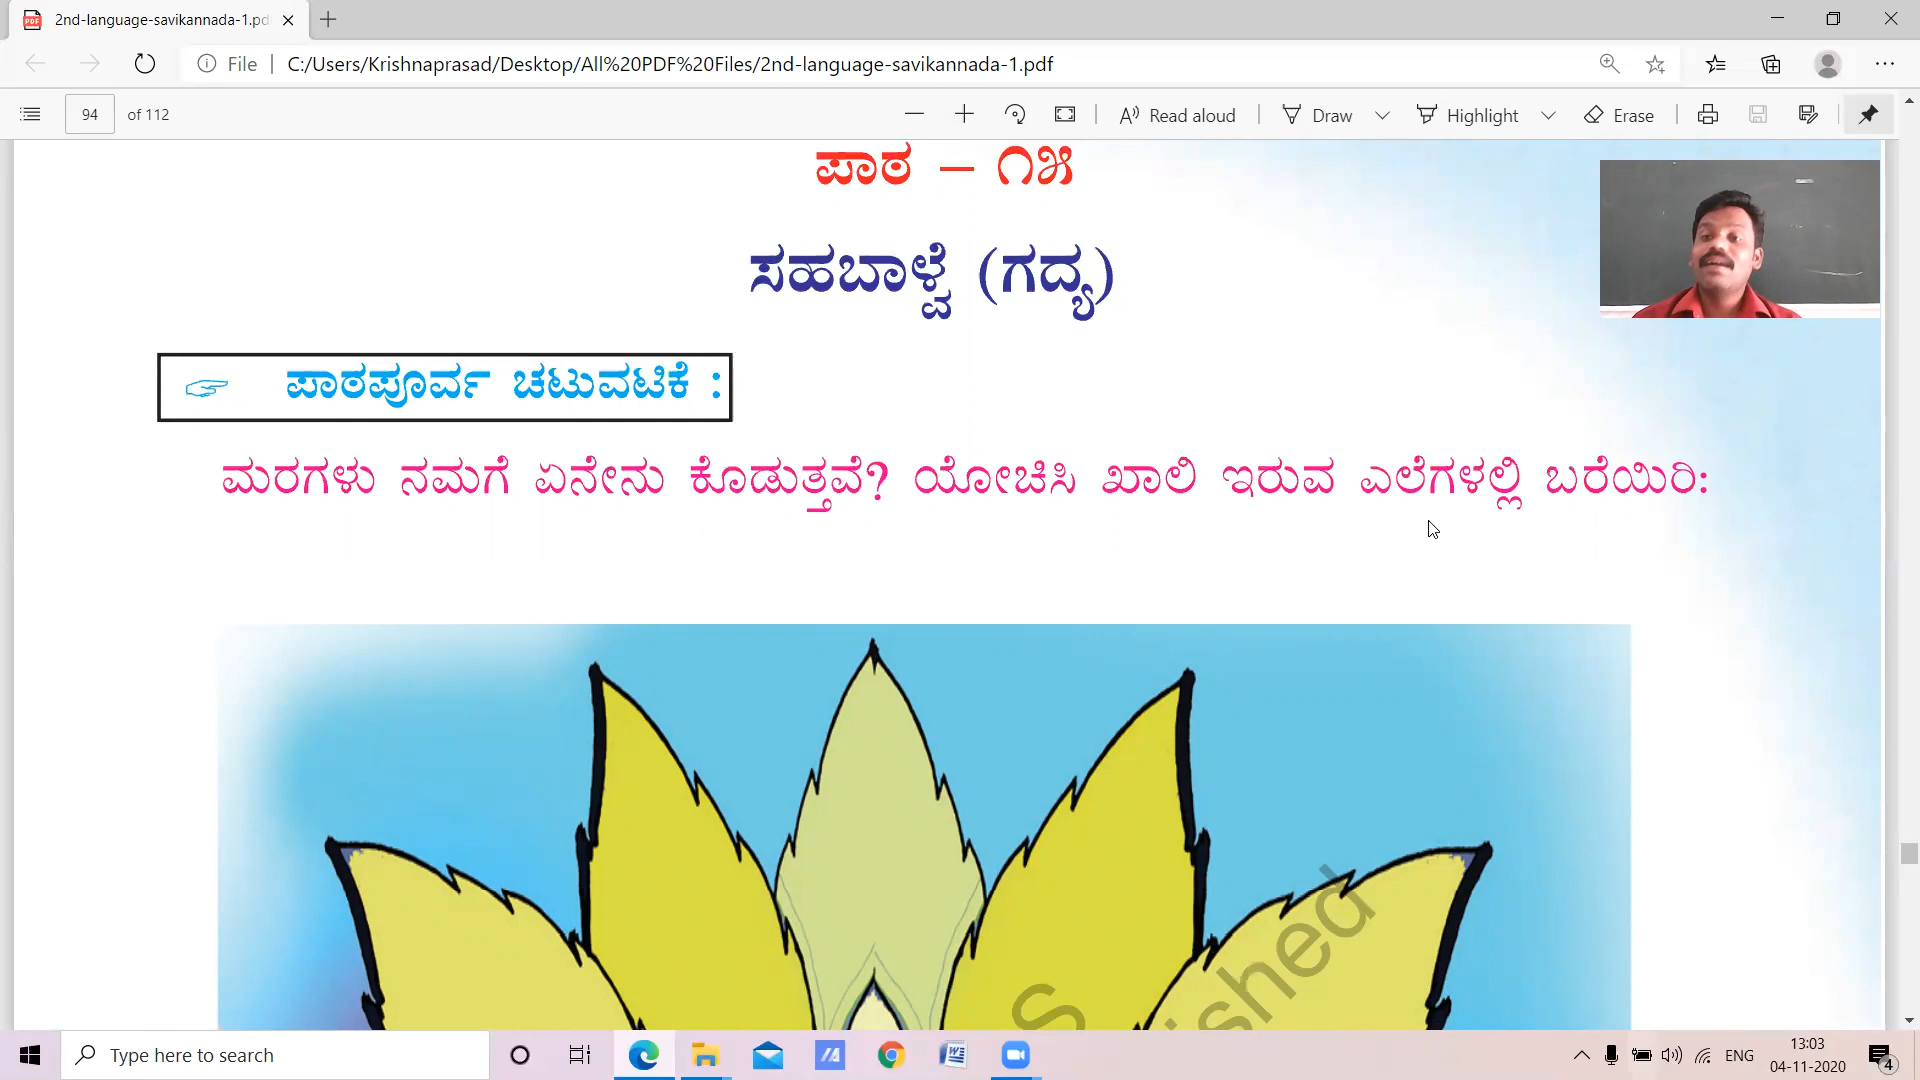 2nd-language-savikannada-1.pd
File
C:/Users/Krishnaprasad/Desktop/All%20PDF%20Files/2nd-language-savikannada-1.pdf
94 of 112
Read aloud
Draw
Highlight
Erase
ಪಾಠ – ೧೫
ಸಹಬಾಳ್ವೆ (ಗದ್ಯ)
ಪಾಠಪೂರ್ವ ಚಟುವಟಿಕೆ :
ಮರಗಳು ನಮಗೆ ಏನೇನು ಕೊಡುತ್ತವೆ? ಯೋಚಿಸಿ ಖಾಲಿ ಇರುವ ಎಲೆಗಳಲ್ಲಿ ಬರೆಯಿರಿ:
S
ished
Type here to search
ENG
13:03
04-11-2020
4